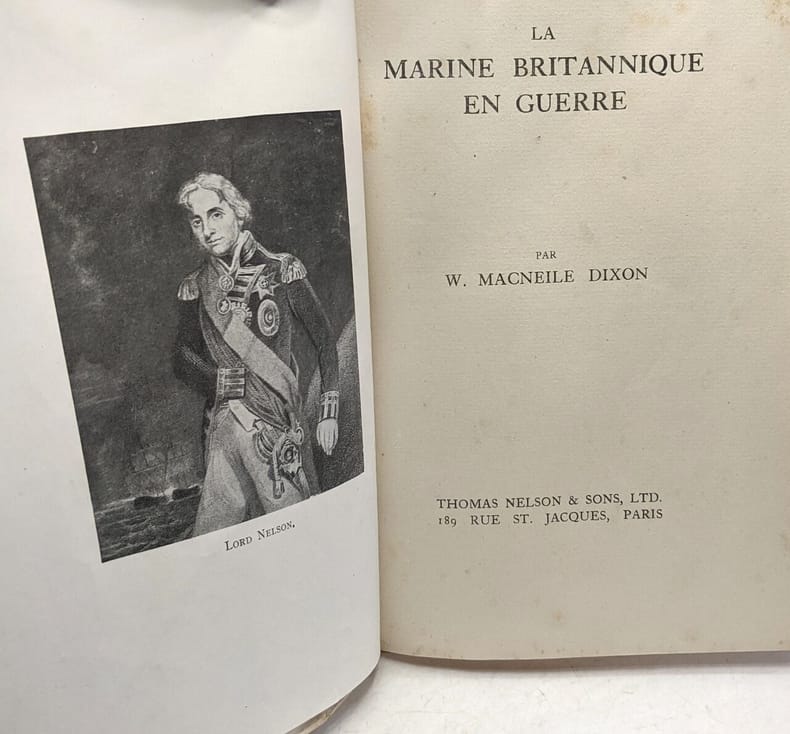 LORD NELSON.
LA
MARINE BRITANNIQUE
EN GUERRE
PAR
W. MACNEILE DIXON
THOMAS NELSON & SONS, LTD.
189 RUE ST. JACQUES, PARIS